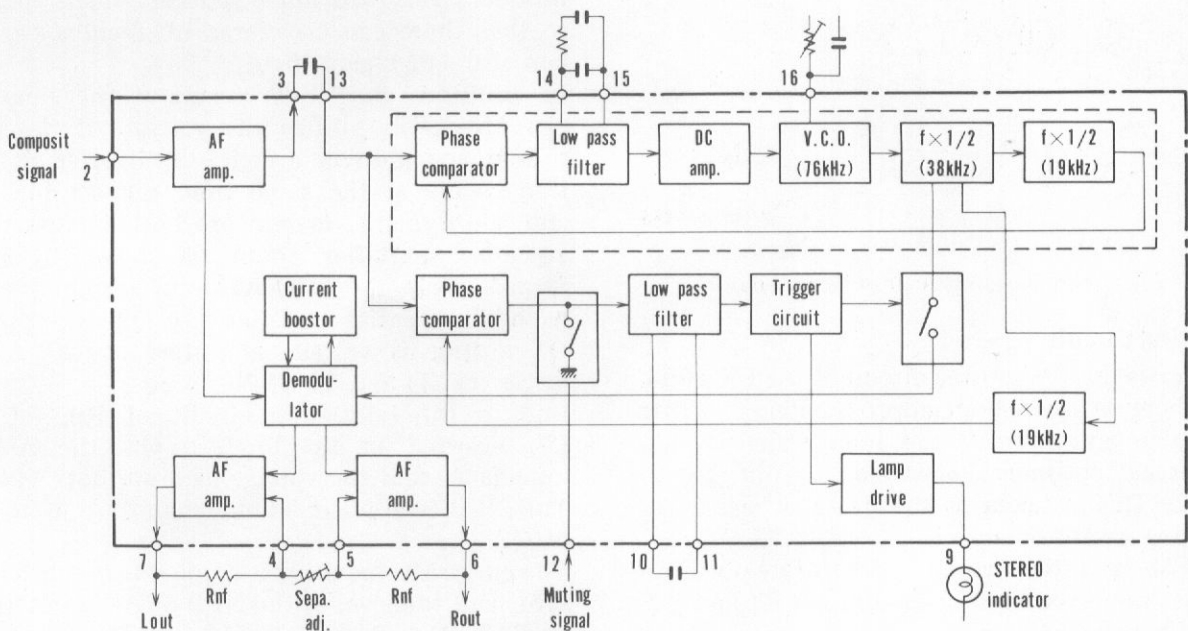 3
13
14
15
16
Composit
signal
2
AF
amp.
Phase
comparator
Low pass
filter
DC
amp.
V.C.O.
(76kHz)
f×1/2
(38kHz)
f×1/2
(19kHz)
Current
boostor
Phase
comparator
Low pass
filter
Trigger
circuit
Demodu-
lator
f×1/2
(19kHz)
AF
amp.
AF
amp.
Lamp
drive
7
4
5
6
12
10
11
9
Rnf
Sepa.
adj.
Rnf
Lout
Rout
Muting
signal
STEREO
indicator